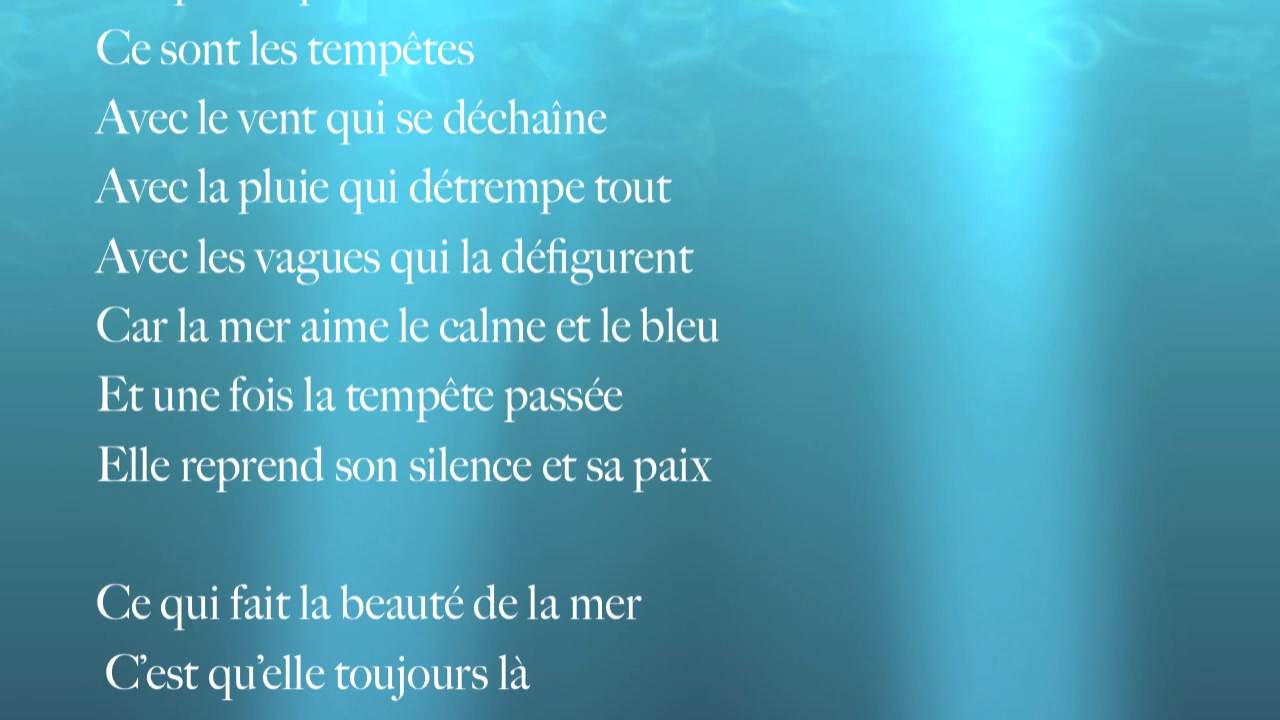 Ce sont les tempêtes
Avec le vent qui se déchaîne
Avec la pluie qui détrempe tout
Avec les vagues qui la défigurent
Car la mer aime le calme et le bleu
Et une fois la tempête passée
Elle reprend son silence et sa paix
Ce qui fait la beauté de la mer
C’est qu’elle toujours là